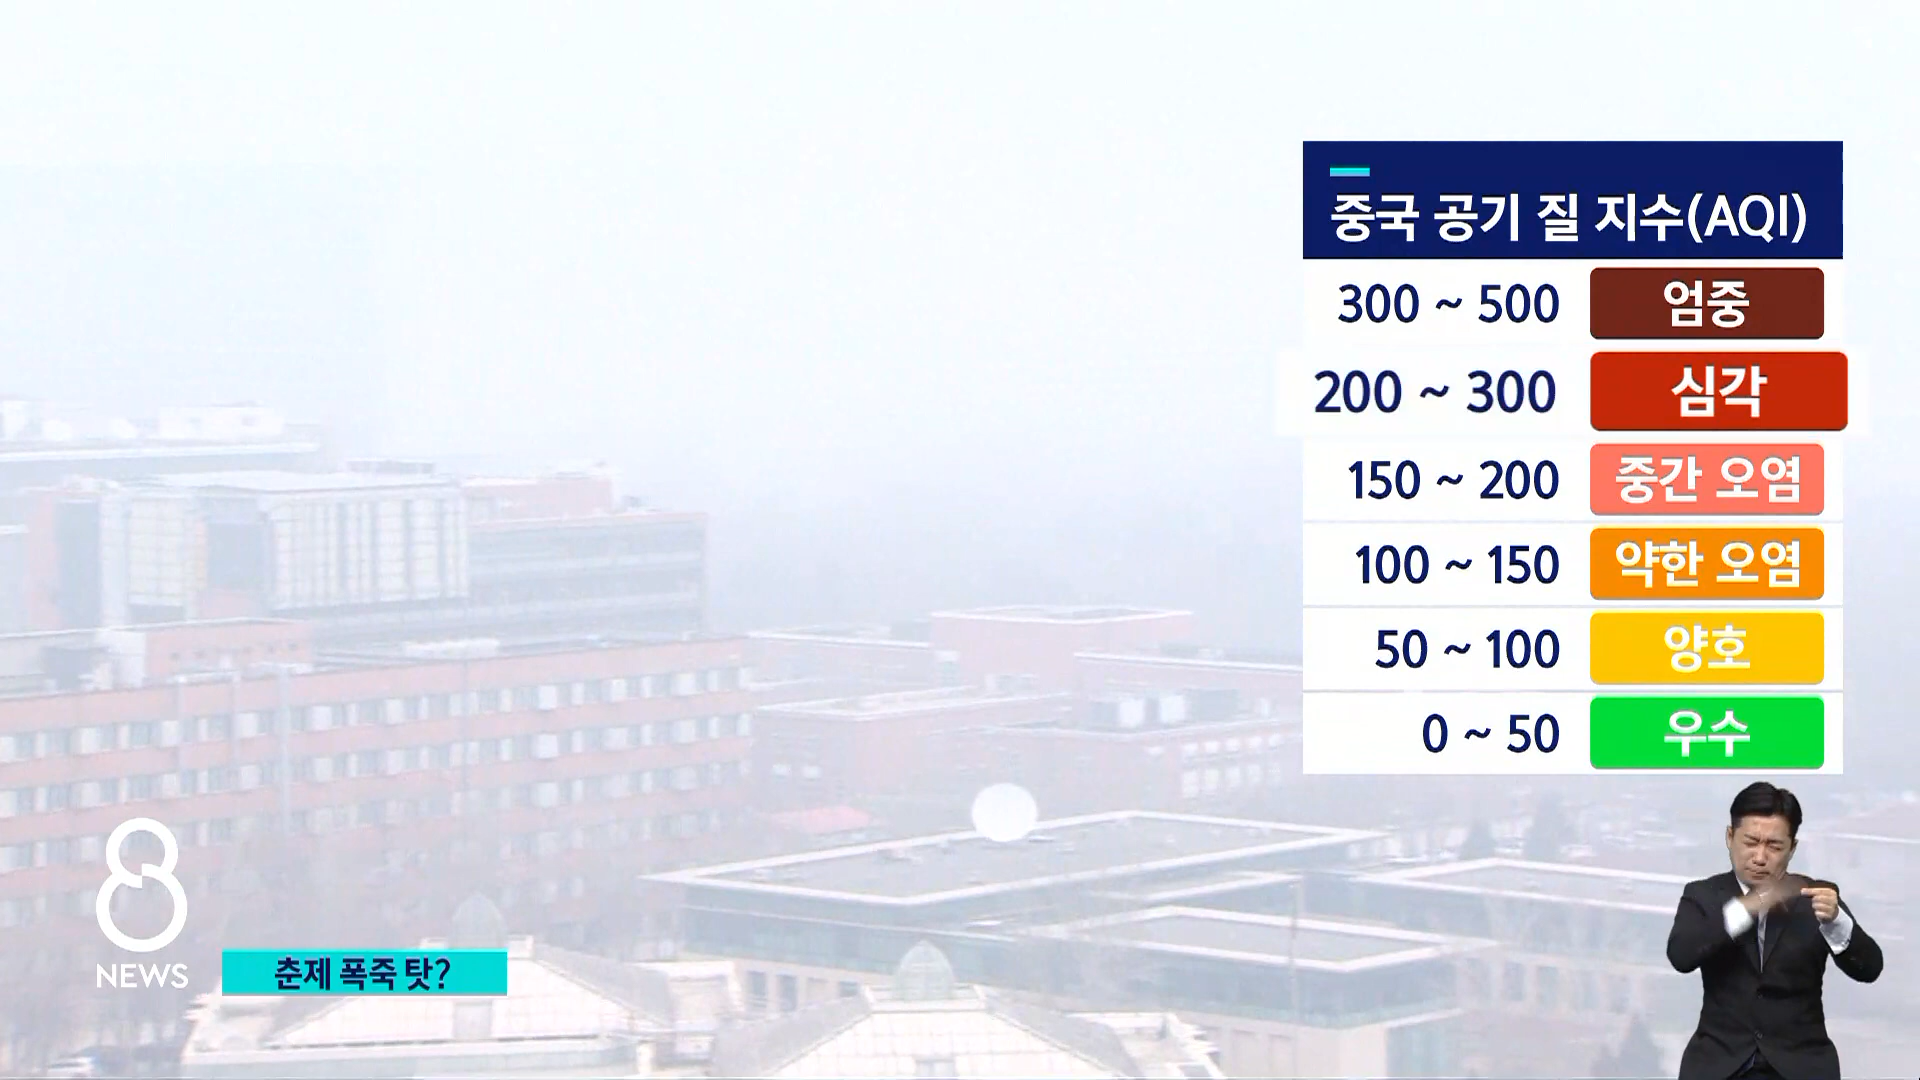 중국 공기 질 지수(AQI)
300 ~ 500 엄중
200 ~ 300 심각
150 ~ 200 중간 오염
100 ~ 150 약한 오염
50 ~ 100 양호
0 ~ 50 우수
8
NEWS
춘제 폭죽 탓?